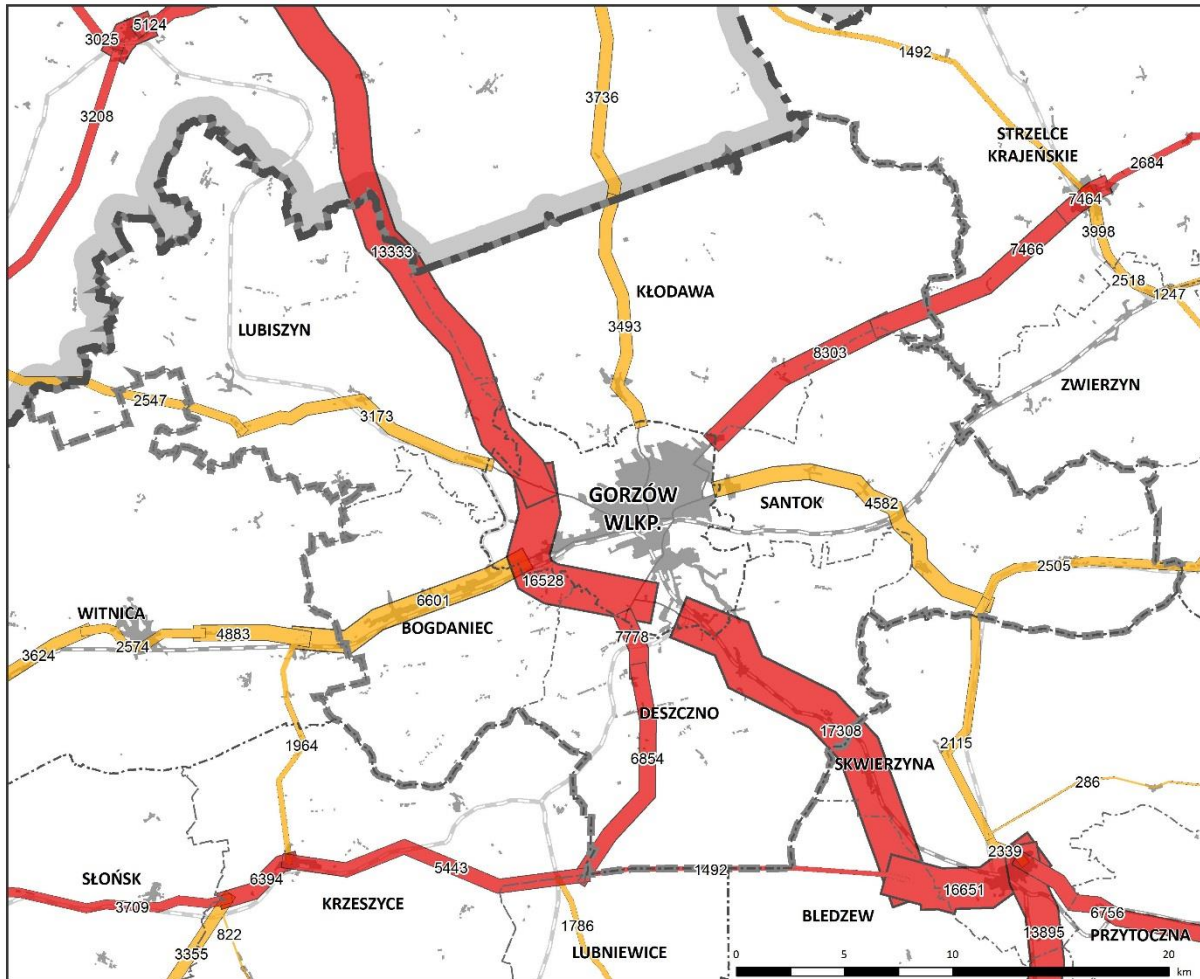 5124
3025
1492
3208
3736
STRZELCE
KRAJEŃSKIE
2684
7464
3998
7466
13333
2518
1247
KŁODAWA
LUBISZYN
3493
8303
ZWIERZYN
2547
3173
GORZÓW
WLKP.
SANTOK
4582
2505
16528
6601
WITNICA
BOGDANIEC
4883
2574
3624
7778
DESZCZNO
17308
1964
2115
6854
SKWIERZYNA
286
2339
5443
1492
6394
SŁOŃSK
16651
KRZESZYCE
3709
BLEDZEW
6756
1786
822
13895
PRZYTOCZNA
3355
LUBNIEWICE
0 5 10 20
km